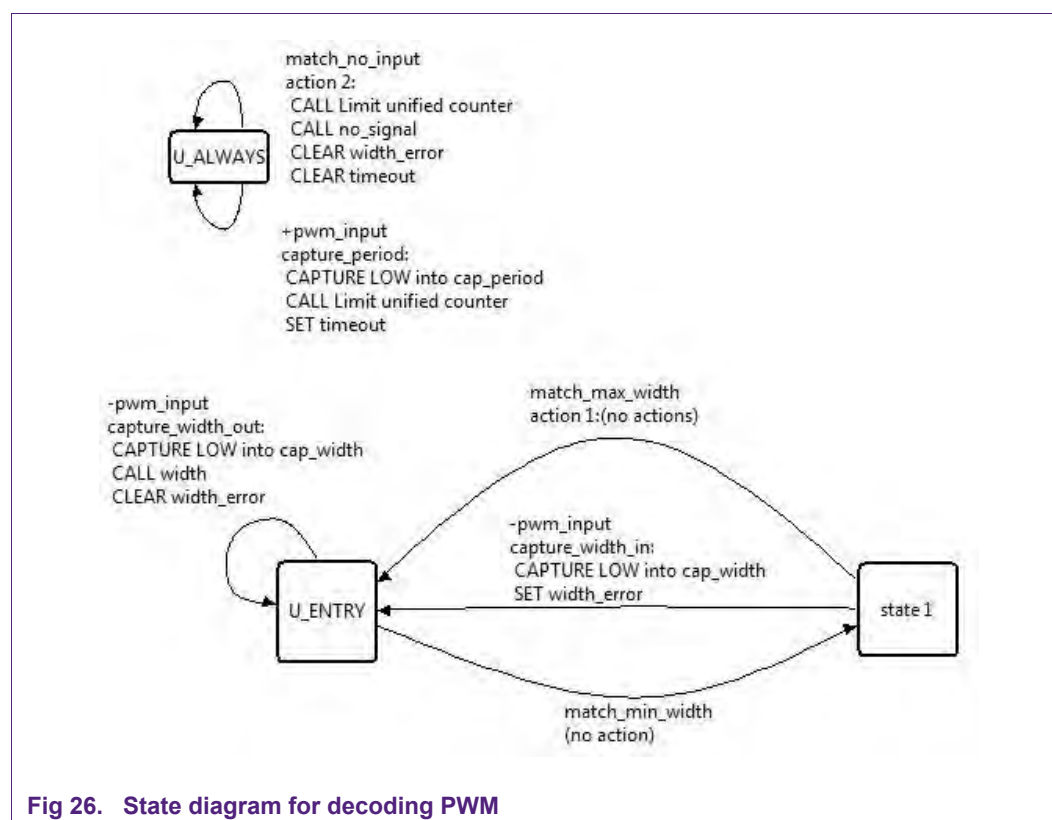 match_no_input
action 2:
CALL Limit unified counter
CALL no_signal
CLEAR width_error
CLEAR timeout
U_ALWAYS
+pwm_input
capture_period:
CAPTURE LOW into cap_period
CALL Limit unified counter
SET timeout
match_max_width
action 1:(no actions)
-pwm_input
capture_width_out:
CAPTURE LOW into cap_width
CALL width
CLEAR width_error
-pwm_input
capture_width_in:
CAPTURE LOW into cap_width
SET width_error
U_ENTRY
state 1
match_min_width
(no action)
Fig 26. State diagram for decoding PWM